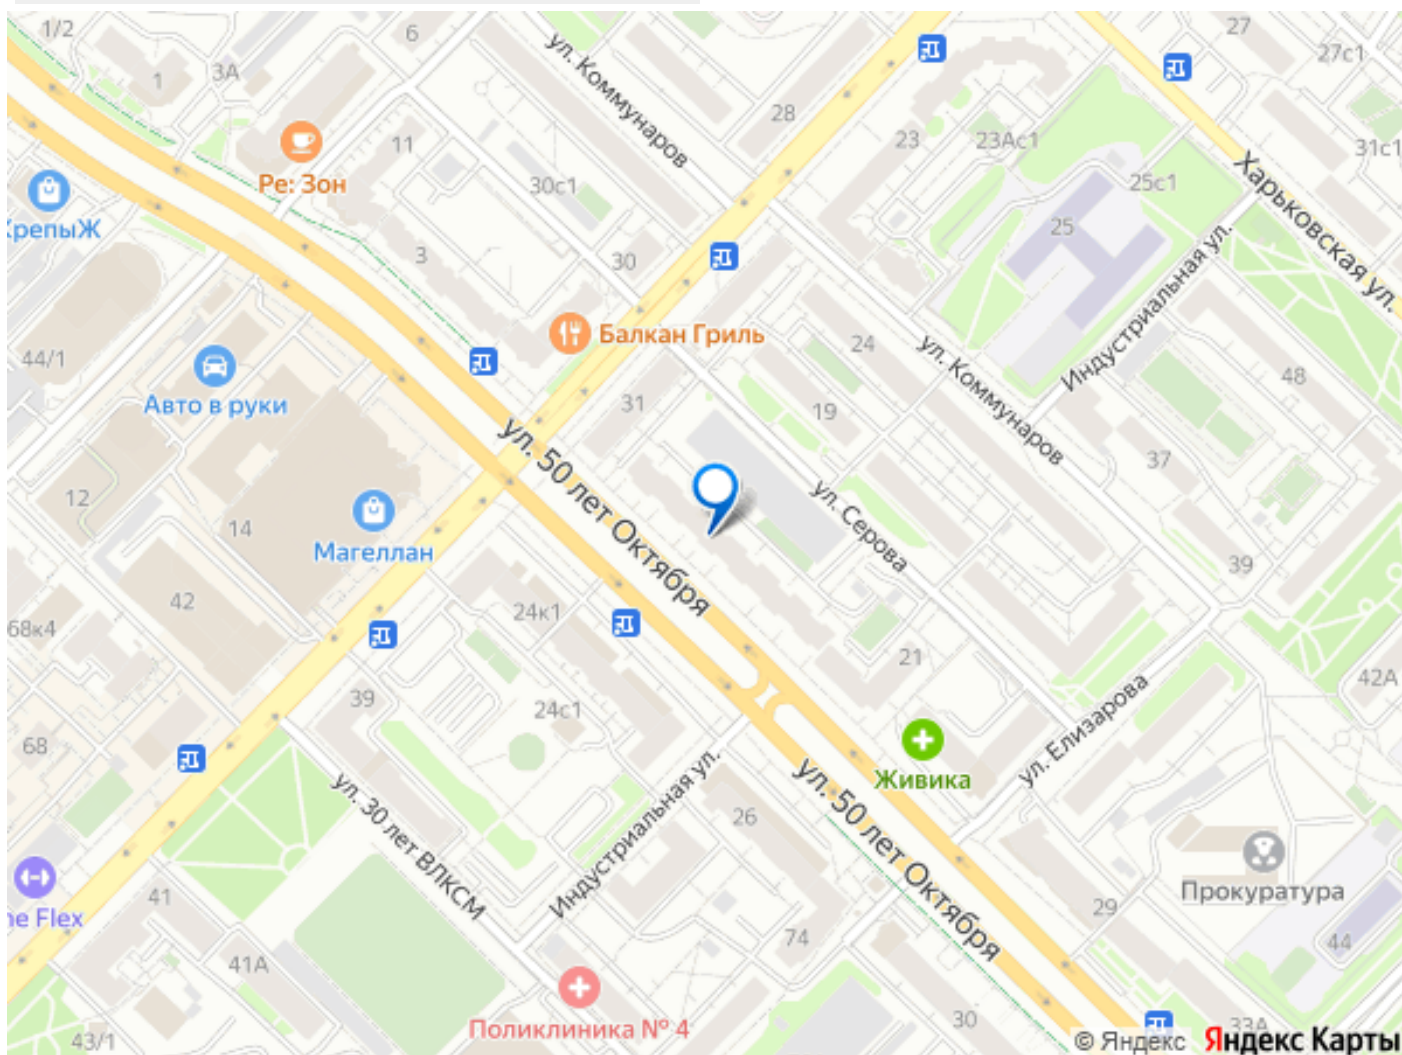 1/2
6
27
27с1
3А
1
ул. Коммунаров
28
11
23
23Ас1
31с1
Ре: Зон
30с1
25с1
Харьковская ул.
КрепыЖ
25
3
30
Индустриальная ул.
Балкан Гриль
24
ул. Коммунаров
44/1
48
Авто в руки
31
19
ул. 50 лет Октября
37
12
14
ул. Серова
Магеллан
39
42
24к1
68к4
21
42А
39
24с1
ул. Елизарова
68
Живика
ул. 30 лет ВЛКСМ
Индустриальная ул.
26
ул. 50 лет Октября
Прокуратура
ne Flex
41
29
74
44
41А
Поликлиника № 4
30
33А
43/1
© Яндекс Яндекс Карты